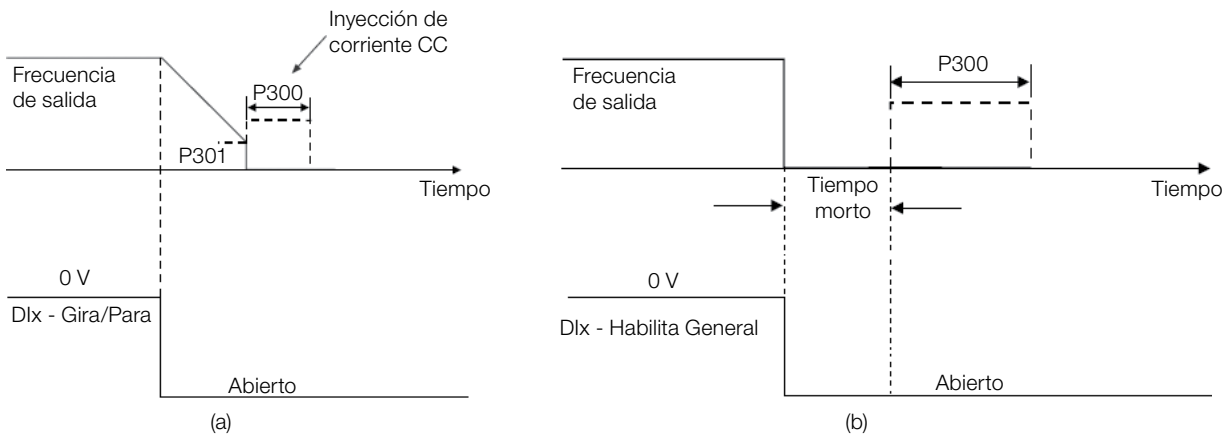 Inyección de
corriente CC
Frecuencia
de salida
P300
P301
Tiempo
0 V
DIx - Gira/Para
Abierto
(a)
Frecuencia
de salida
P300
Tiempo
morto
Tiempo
0 V
DIx - Habilita General
Abierto
(b)